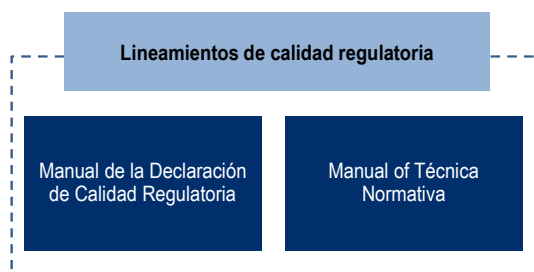 Lineamientos de calidad regulatoria
Manual de la Declaración
de Calidad Regulatoria
Manual of Técnica
Normativa